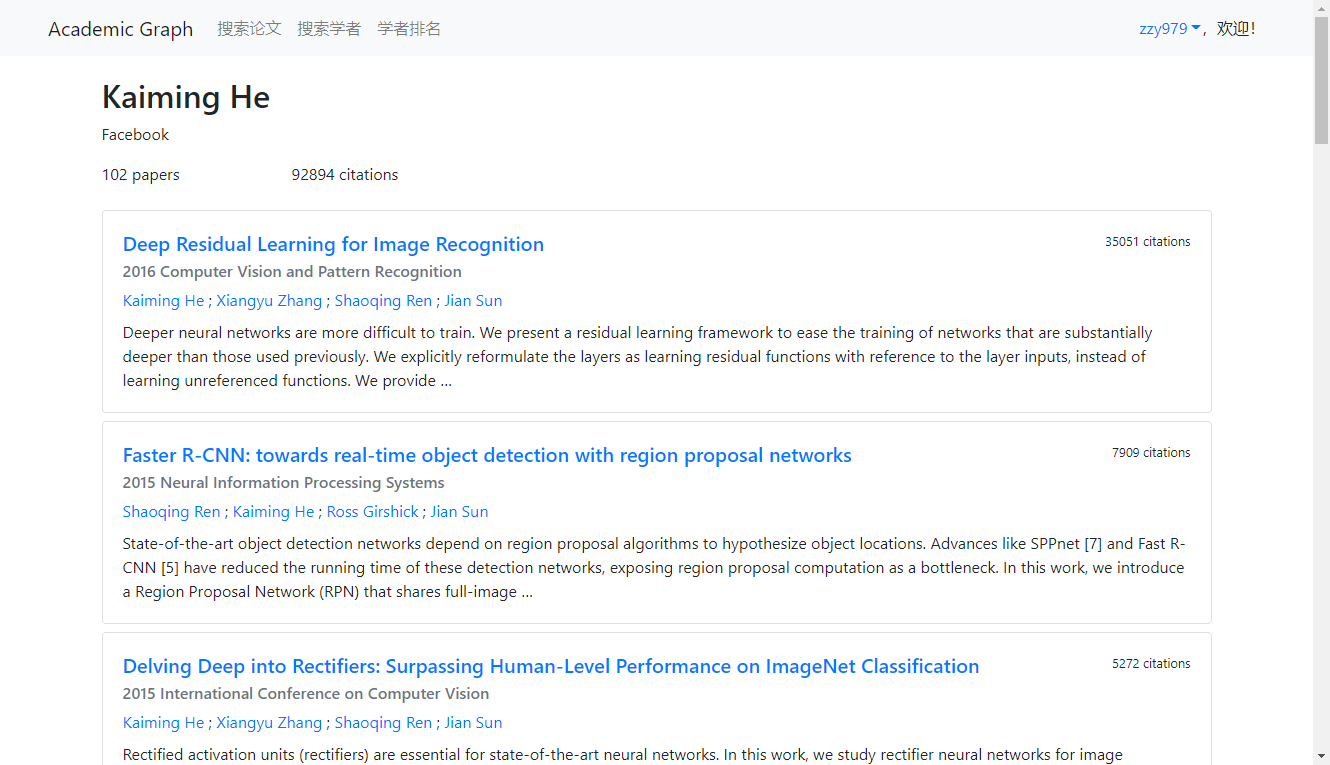 Academic Graph 搜索论文 搜索学者 学者排名 zzy979 , 欢迎!
Kaiming He
Facebook
102 papers 92894 citations
Deep Residual Learning for Image Recognition 35051 citations
2016 Computer Vision and Pattern Recognition
Kaiming He ; Xiangyu Zhang ; Shaoqing Ren ; Jian Sun
Deeper neural networks are more difficult to train. We present a residual learning framework to ease the training of networks that are substantially
deeper than those used previously. We explicitly reformulate the layers as learning residual functions with reference to the layer inputs, instead of
learning unreferenced functions. We provide ...
Faster R-CNN: towards real-time object detection with region proposal networks 7909 citations
2015 Neural Information Processing Systems
Shaoqing Ren ; Kaiming He ; Ross Girshick ; Jian Sun
State-of-the-art object detection networks depend on region proposal algorithms to hypothesize object locations. Advances like SPPnet [7] and Fast R-
CNN [5] have reduced the running time of these detection networks, exposing region proposal computation as a bottleneck. In this work, we introduce
a Region Proposal Network (RPN) that shares full-image ...
Delving Deep into Rectifiers: Surpassing Human-Level Performance on ImageNet Classification 5272 citations
2015 International Conference on Computer Vision
Kaiming He ; Xiangyu Zhang ; Shaoqing Ren ; Jian Sun
Rectified activation units (rectifiers) are essential for state-of-the-art neural networks. In this work, we study rectifier neural networks for image